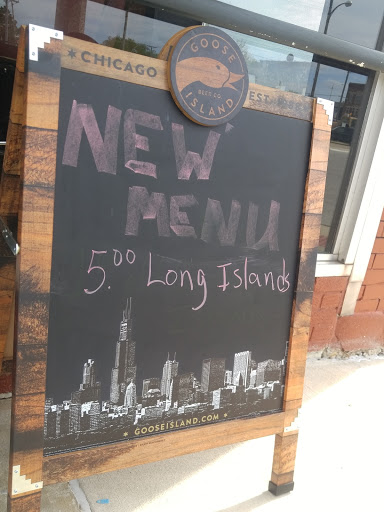 GOOSE
BEER CO.
ISLAND
* CHICAGO EST.
NEW
MENU
5.00 Long Islands
* GOOSEISLAND.COM *